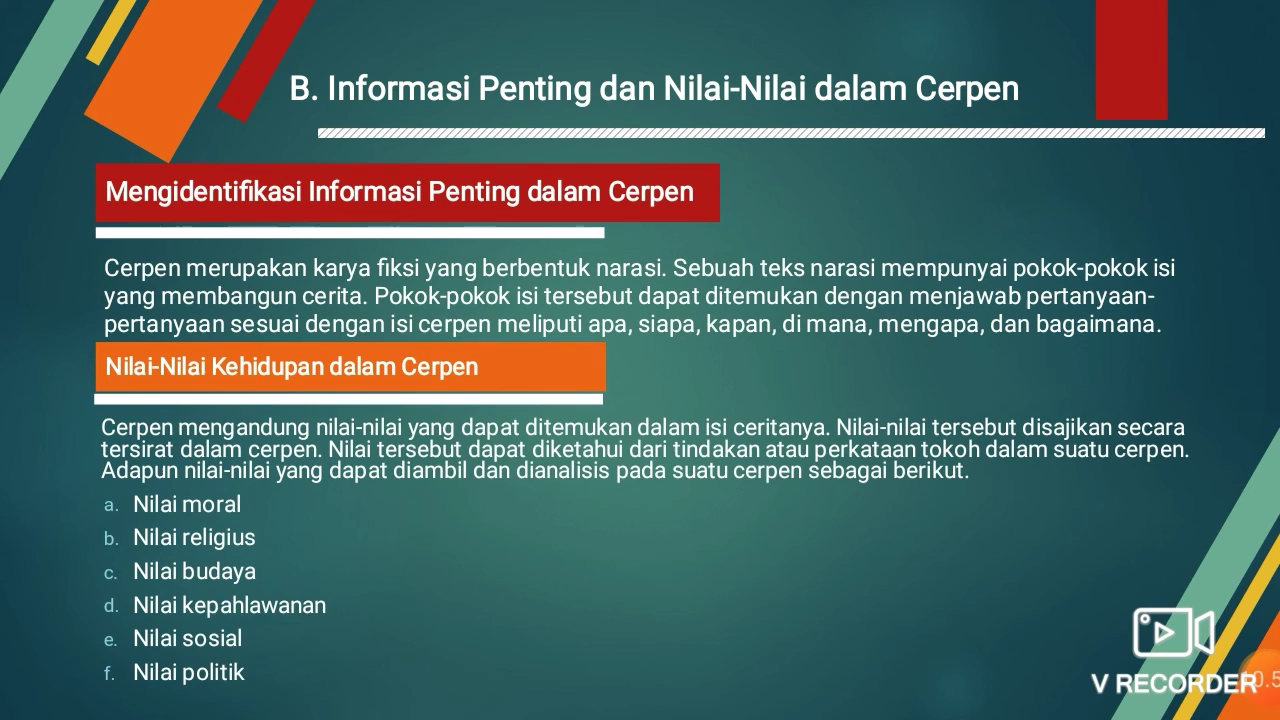 B. Informasi Penting dan Nilai-Nilai dalam Cerpen
Mengidentifikasi Informasi Penting dalam Cerpen
Cerpen merupakan karya fiksi yang berbentuk narasi. Sebuah teks narasi mempunyai pokok-pokok isi
yang membangun cerita. Pokok-pokok isi tersebut dapat ditemukan dengan menjawab pertanyaan-
pertanyaan sesuai dengan isi cerpen meliputi apa, siapa, kapan, di mana, mengapa, dan bagaimana.
Nilai-Nilai Kehidupan dalam Cerpen
Cerpen mengandung nilai-nilai yang dapat ditemukan dalam isi ceritanya. Nilai-nilai tersebut disajikan secara
tersirat dalam cerpen. Nilai tersebut dapat diketahui dari tindakan atau perkataan tokoh dalam suatu cerpen.
Adapun nilai-nilai yang dapat diambil dan dianalisis pada suatu cerpen sebagai berikut.
a. Nilai moral
b. Nilai religius
c. Nilai budaya
d. Nilai kepahlawanan
e. Nilai sosial
f. Nilai politik
V RECORDER